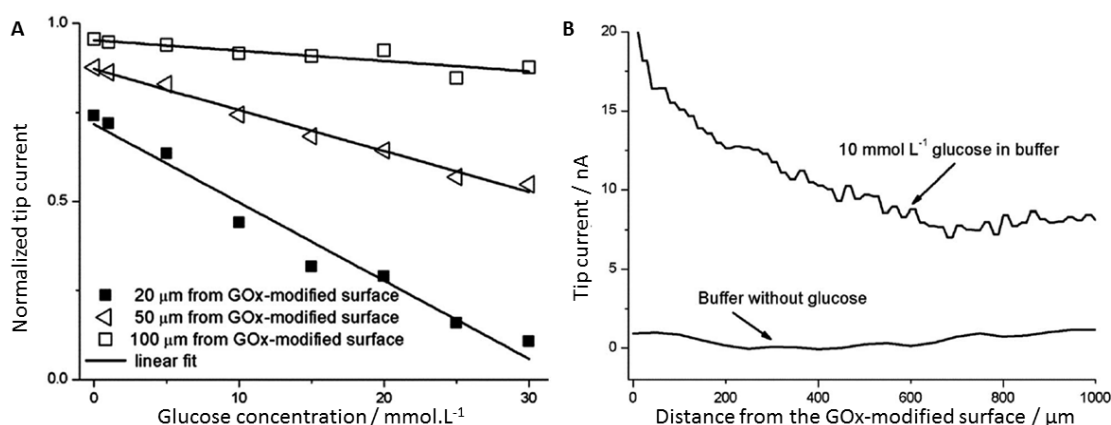 A
Normalized tip current
1.0
0.5
0.0
20 μm from GOx-modified surface
50 μm from GOx-modified surface
100 μm from GOx-modified surface
linear fit
0 5 10 15 20 25 30
Glucose concentration / mmol.L⁻¹
B
Tip current / nA
20
15
10
5
0
10 mmol L⁻¹ glucose in buffer
Buffer without glucose
0 200 400 600 800 1000
Distance from the GOx-modified surface / μm